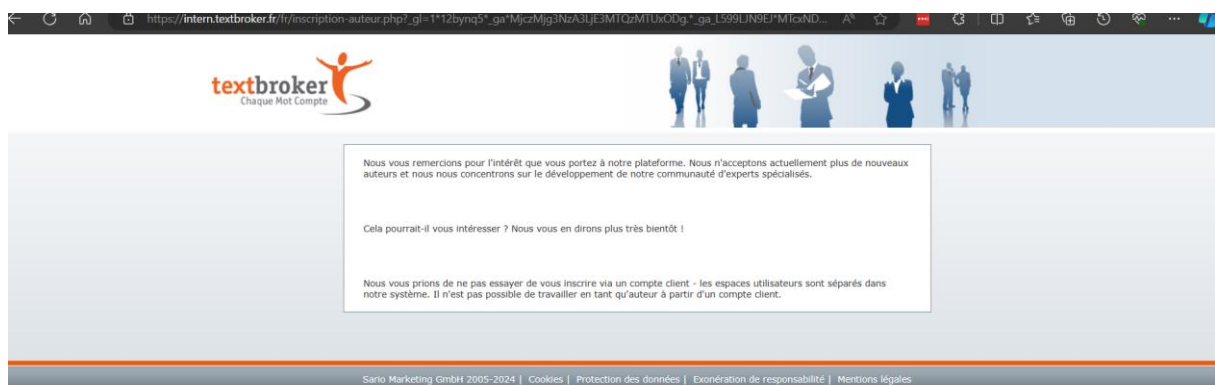 https://intern.textbroker.fr/fr/inscription-auteur.php?_gl=1*12bynq5*_ga*MjczMjg3NzA3LjE3MTQzMTUxODg.*_ga_L599LJN9EJ*MTcxND...
textbroker
Chaque Mot Compte
Nous vous remercions pour l'intérêt que vous portez à notre plateforme. Nous n'acceptons actuellement plus de nouveaux
auteurs et nous nous concentrons sur le développement de notre communauté d'experts spécialisés.
Cela pourrait-il vous intéresser ? Nous vous en dirons plus très bientôt !
Nous vous prions de ne pas essayer de vous inscrire via un compte client - les espaces utilisateurs sont séparés dans
notre système. Il n'est pas possible de travailler en tant qu'auteur à partir d'un compte client.
Sario Marketing GmbH 2005-2024 | Cookies | Protection des données | Exonération de responsabilité | Mentions légales